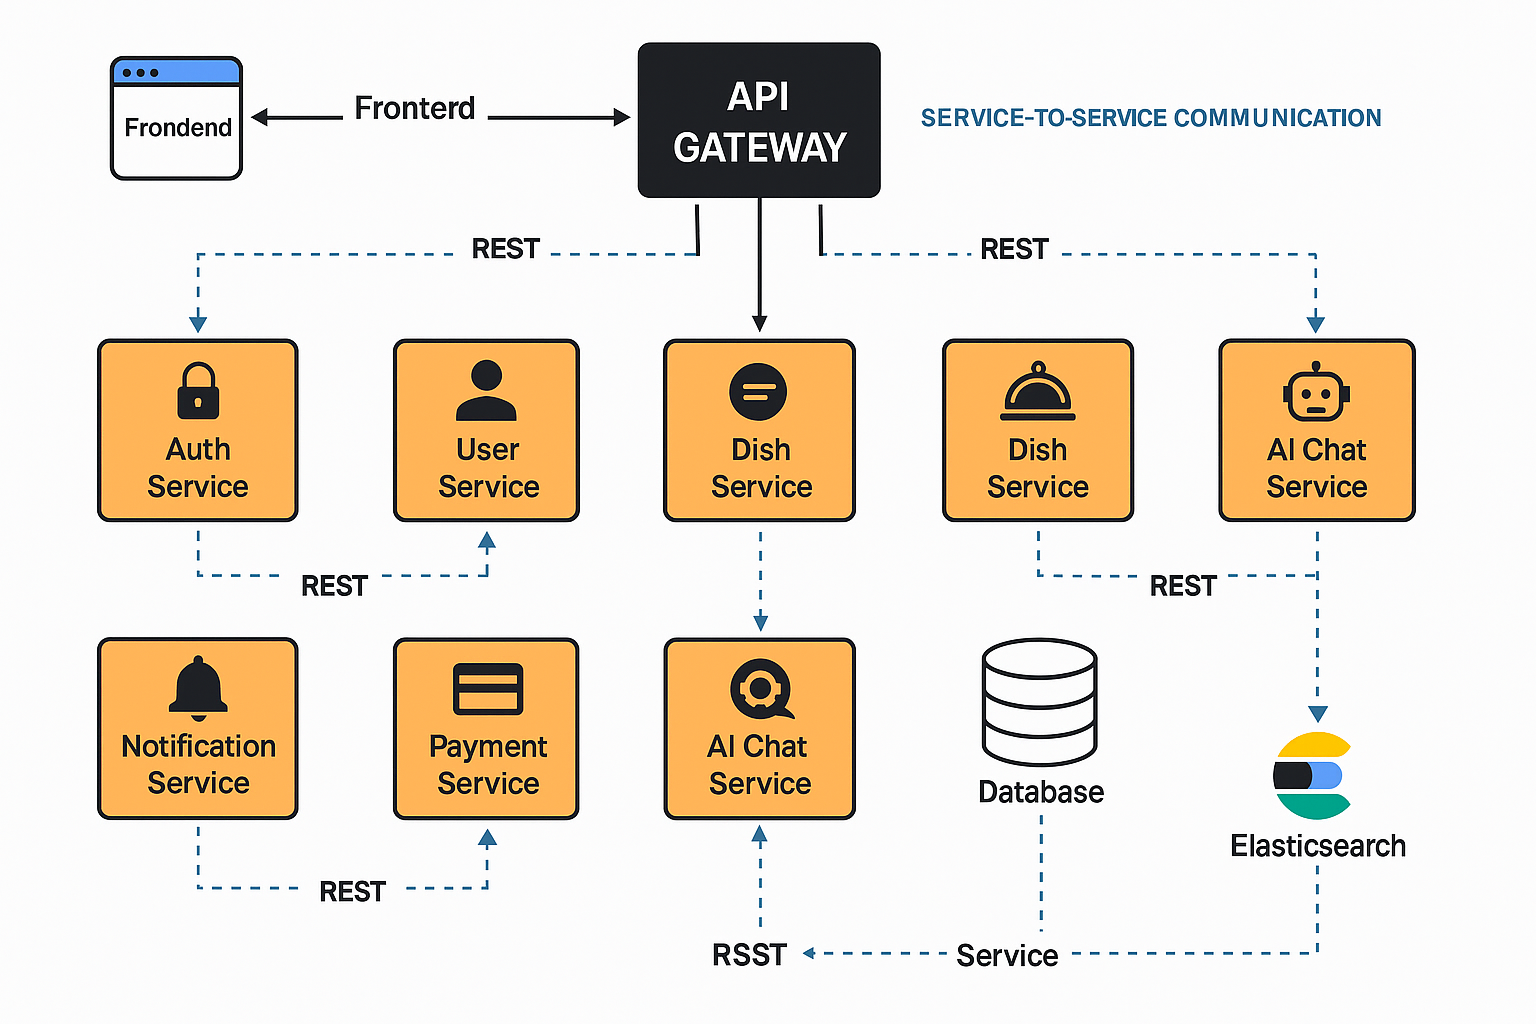 Frondend
Fronterd
API
GATEWAY
SERVICE-TO-SERVICE COMMUNICATION
REST
REST
Auth
Service
User
Service
Dish
Service
Dish
Service
AI Chat
Service
REST
REST
Notification
Service
Payment
Service
AI Chat
Service
Database
Elasticsearch
REST
RSST
Service